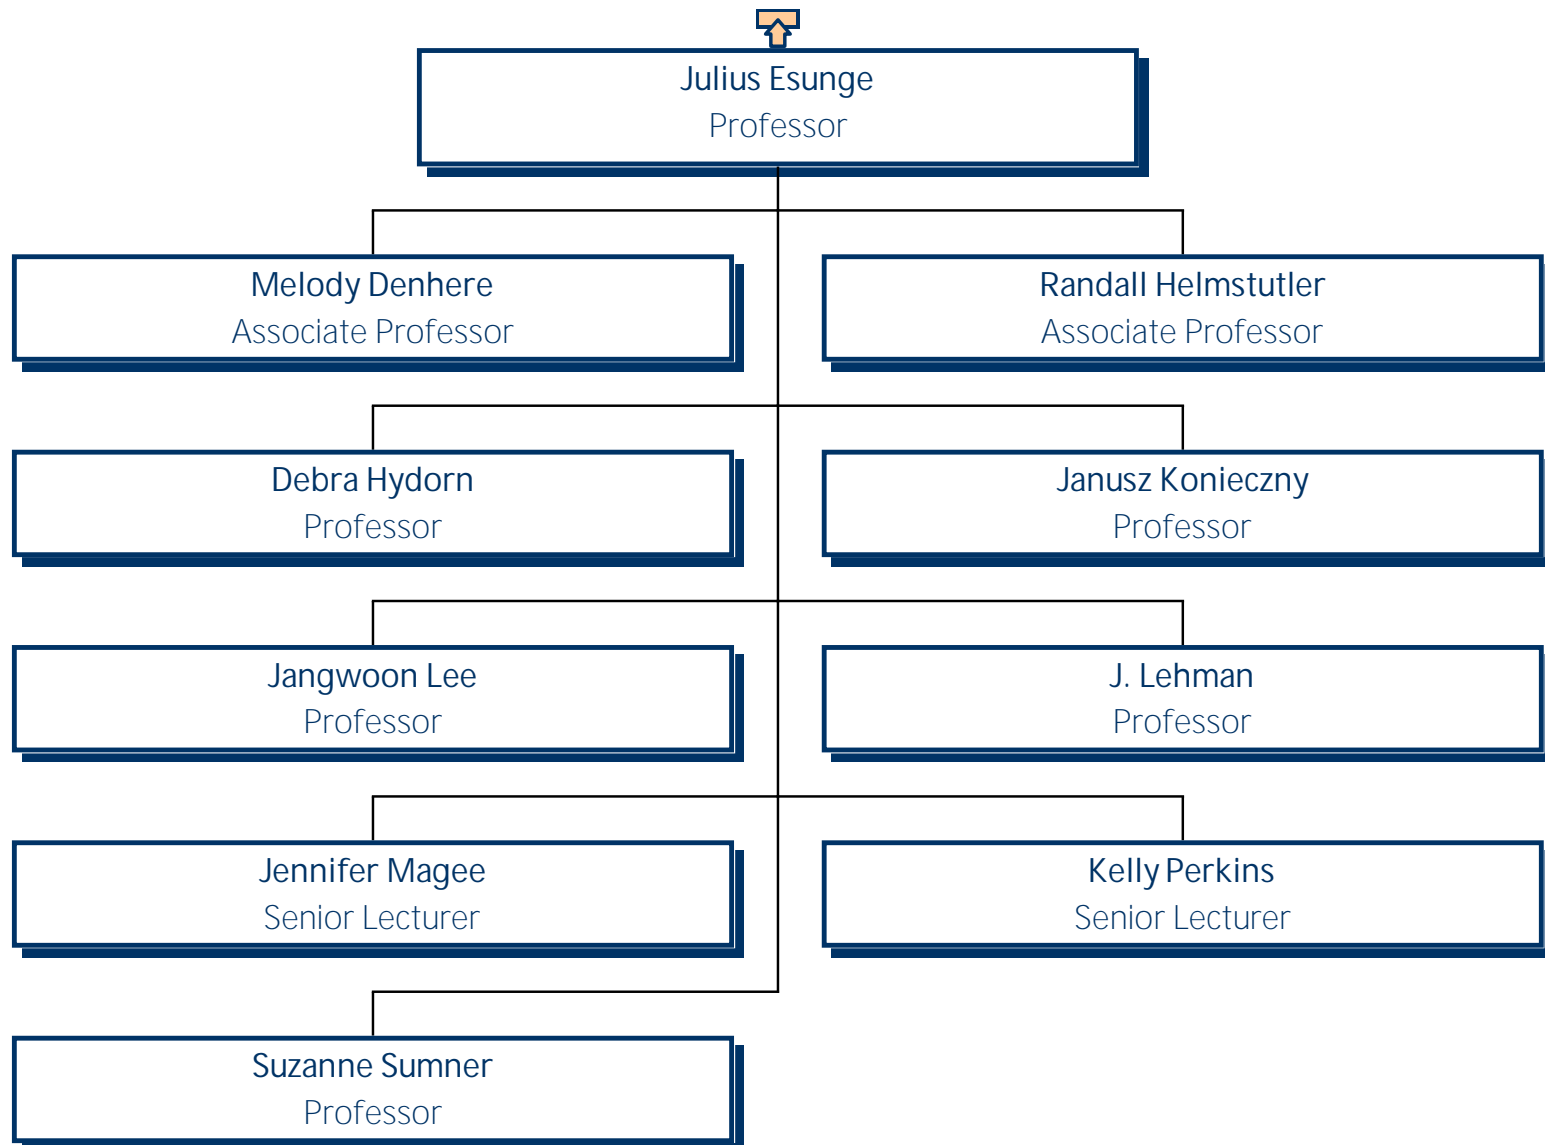 Julius Esunge
Professor
Melody Denhere
Associate Professor
Randall Helmstutler
Associate Professor
Debra Hydorn
Professor
Janusz Konieczny
Professor
Jangwoon Lee
Professor
J. Lehman
Professor
Jennifer Magee
Senior Lecturer
Kelly Perkins
Senior Lecturer
Suzanne Sumner
Professor